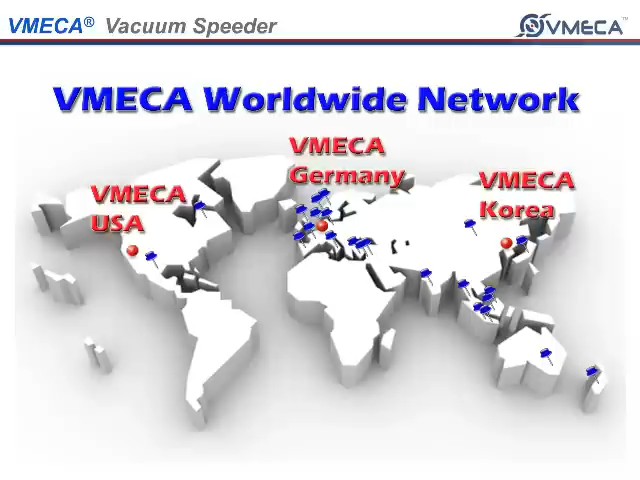 VMECA® Vacuum Speeder
VMECA™
VMECA Worldwide Network
VMECA
Germany
VMECA
USA
VMECA
Korea